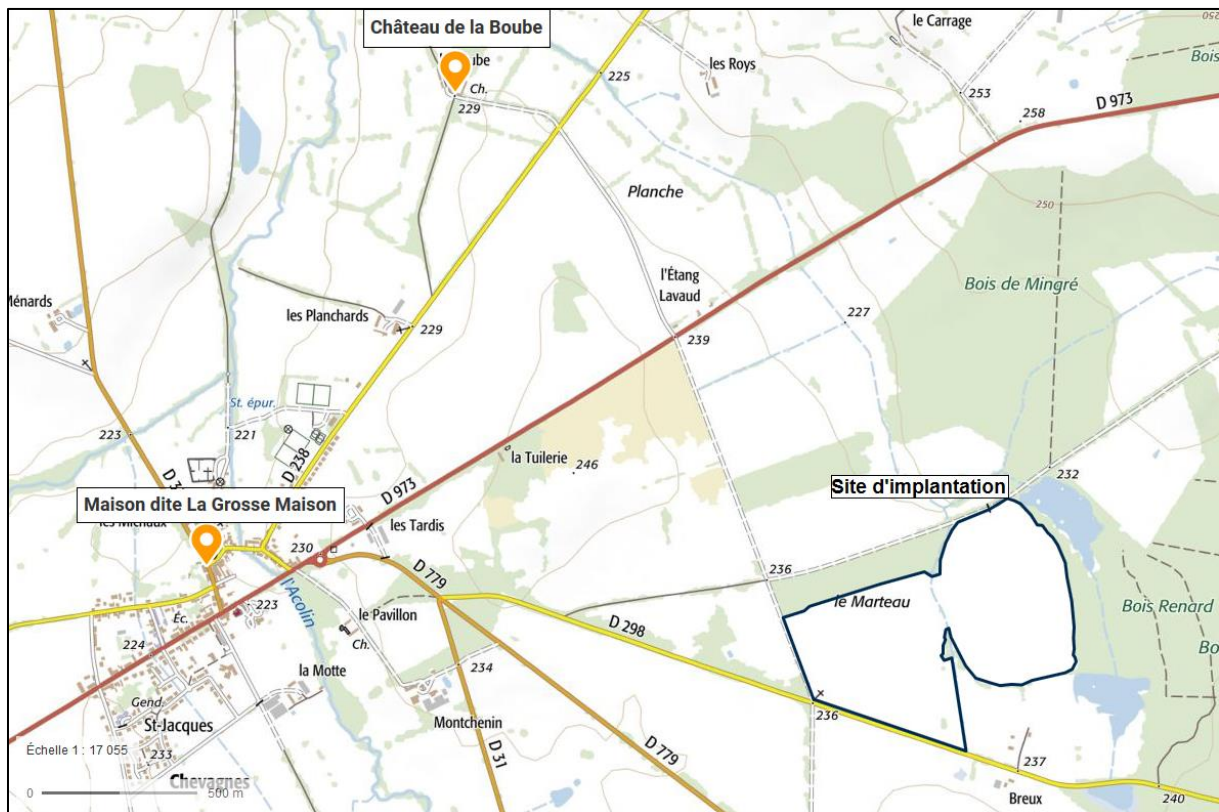 Château de la Boube
Ch.
229
225
les Roys
le Carrage
250
Bois
253
258
D 973
Planche
250
Bois de Mingré
Ménards
les Planchards
229
l'Étang
Lavaud
239
227
St. épur.
223
221
D 238
la Tuilerie
246
D 973
232
Site d'implantation
Maison dite La Grosse Maison
les Tardis
230
D 779
236
le Marteau
Bois Renard
223
l'Acolin
le Pavillon
Éc.
D 298
224
Ch.
234
la Motte
Gend.
St-Jacques
Montchenin
236
Échelle 1 : 17 055
233
D 31
D 779
237
Chevagnes
0
500 m
Breux
240